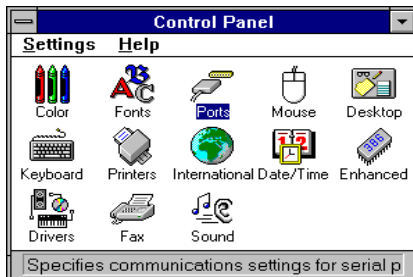 Control Panel
Settings Help
Color Fonts Ports Mouse Desktop
386
Keyboard Printers International Date/Time Enhanced
Drivers Fax Sound
Specifies communications settings for serial p